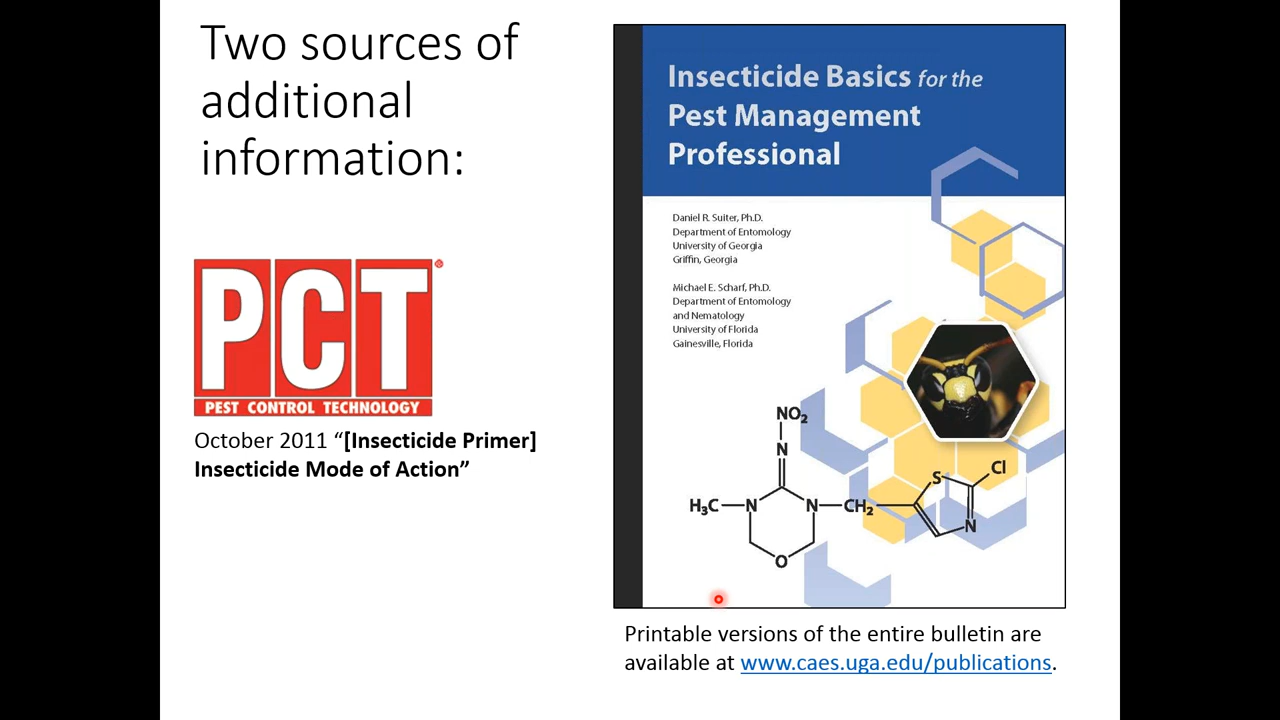 Two sources of
additional
information:
PCT
®
PEST CONTROL TECHNOLOGY
October 2011 “[Insecticide Primer]
Insecticide Mode of Action”
Insecticide Basics for the
Pest Management
Professional
Daniel R. Suiter, Ph.D.
Department of Entomology
University of Georgia
Griffin, Georgia
Michael E. Scharf, Ph.D.
Department of Entomology
and Nematology
University of Florida
Gainesville, Florida
NO₂
N
H₃C N N CH₂ S Cl
N
O
Printable versions of the entire bulletin are
available at www.caes.uga.edu/publications.